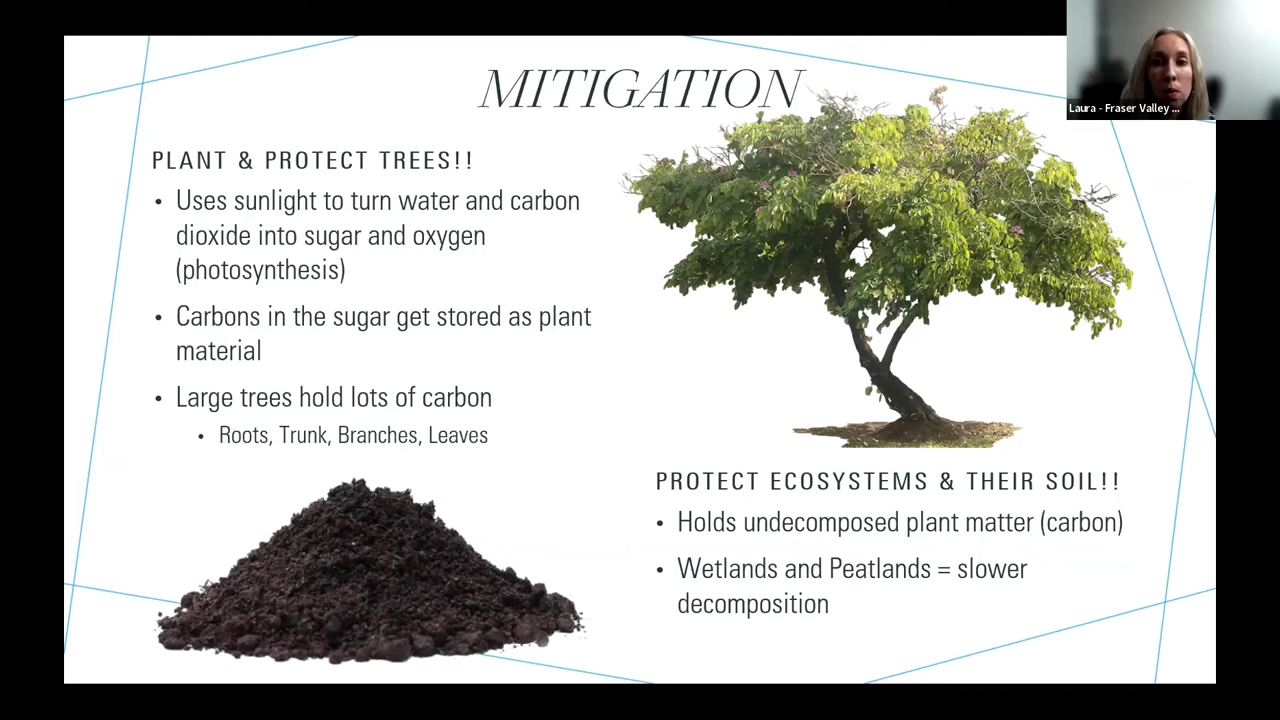 MITIGATION
Laura - Fraser Valley ...
PLANT & PROTECT TREES!!
• Uses sunlight to turn water and carbon
dioxide into sugar and oxygen
(photosynthesis)
• Carbons in the sugar get stored as plant
material
• Large trees hold lots of carbon
• Roots, Trunk, Branches, Leaves
PROTECT ECOSYSTEMS & THEIR SOIL!!
• Holds undecomposed plant matter (carbon)
• Wetlands and Peatlands = slower
decomposition